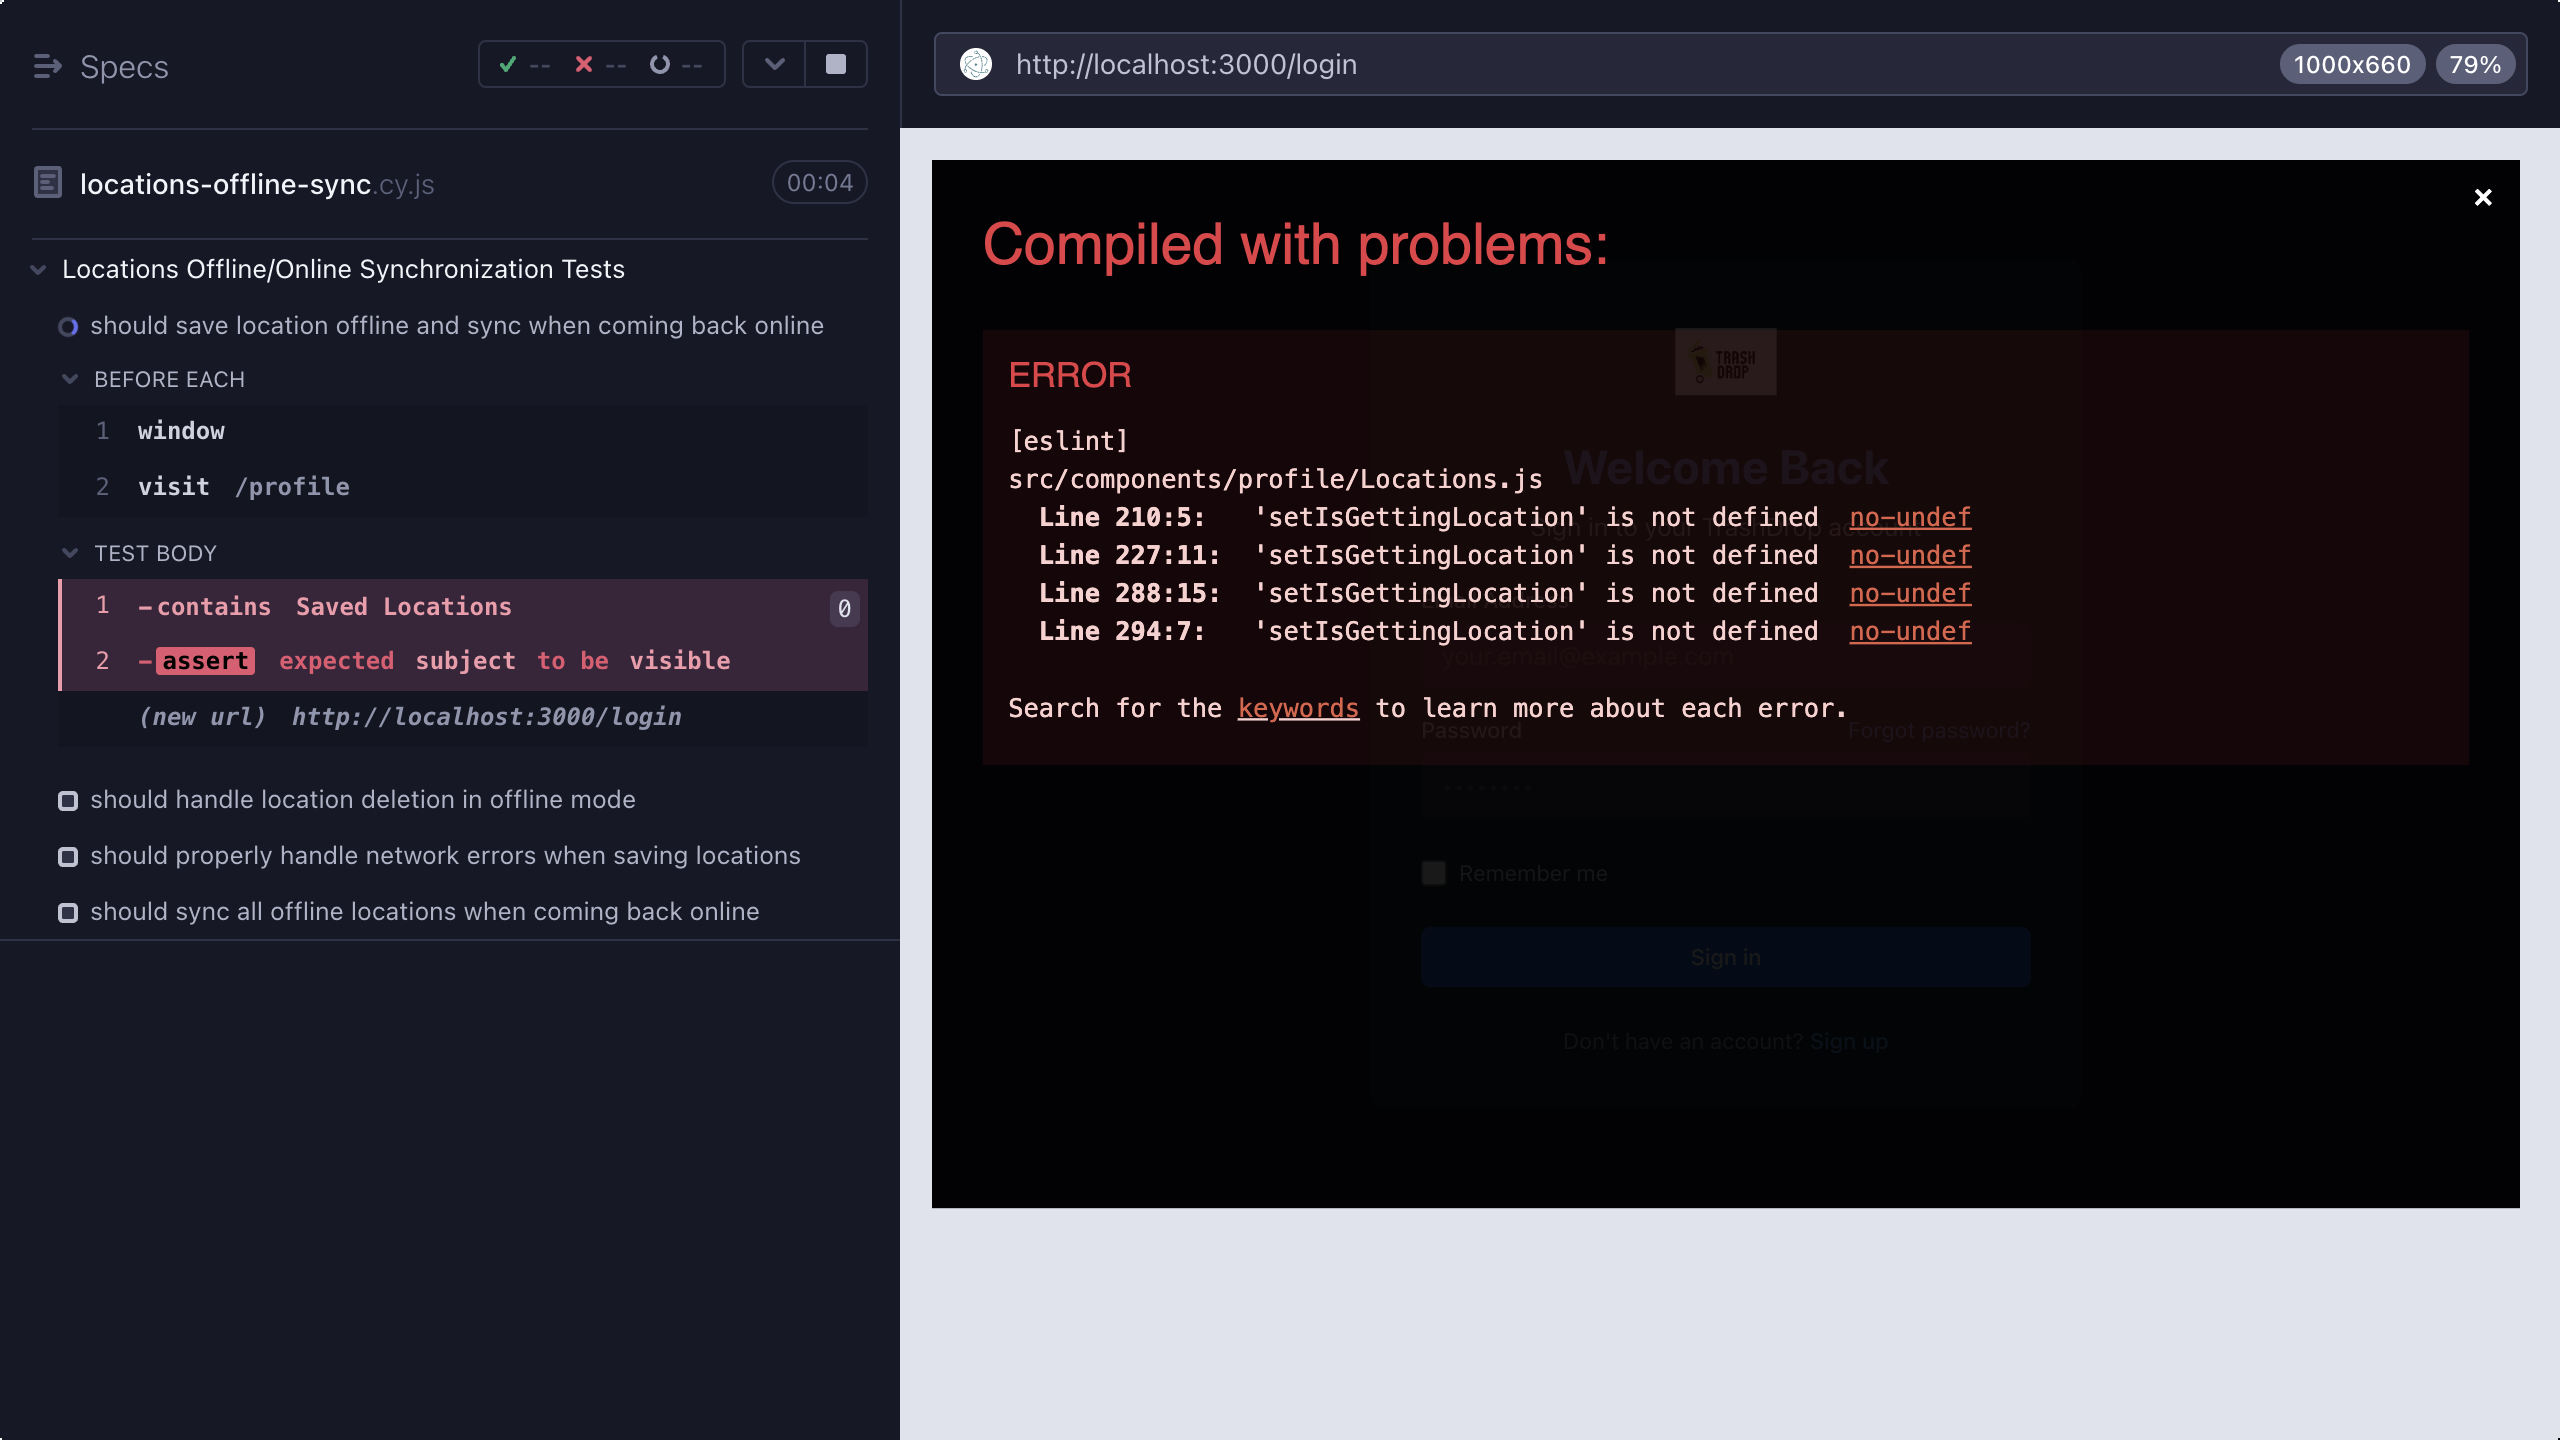 Specs
-- -- --
locations-offline-sync.cy.js 00:04
Locations Offline/Online Synchronization Tests
should save location offline and sync when coming back online
BEFORE EACH
1 window
2 visit /profile
TEST BODY
1 -contains Saved Locations 0
2 -assert expected subject to be visible
(new url) http://localhost:3000/login
should handle location deletion in offline mode
should properly handle network errors when saving locations
should sync all offline locations when coming back online
http://localhost:3000/login 1000x660 79%
Compiled with problems:
×
ERROR
[eslint]
src/components/profile/Locations.js
Line 210:5: 'setIsGettingLocation' is not defined no-undef
Line 227:11: 'setIsGettingLocation' is not defined no-undef
Line 288:15: 'setIsGettingLocation' is not defined no-undef
Line 294:7: 'setIsGettingLocation' is not defined no-undef
Search for the keywords to learn more about each error.
TRASH
DROP
Welcome Back
Sign in to your TrashDrop account
Email Address
your.email@example.com
Password Forgot password?
••••••••
Remember me
Sign in
Don't have an account? Sign up